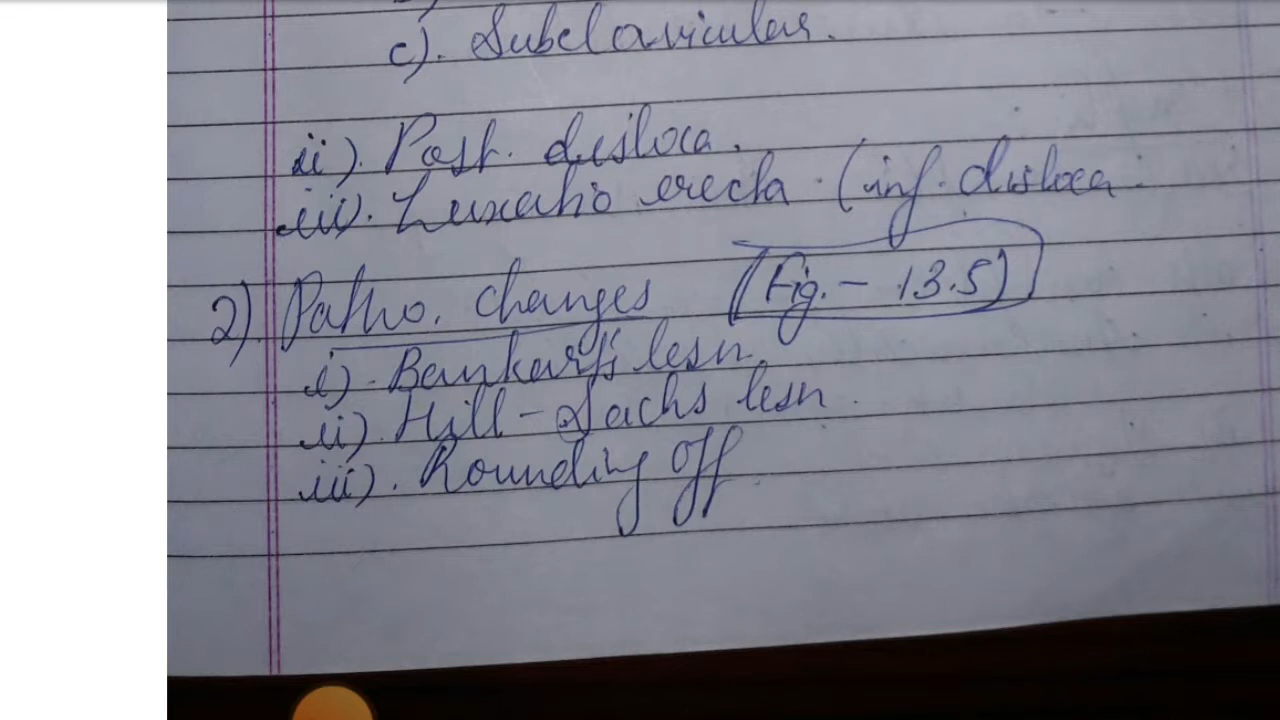 c). Subclavicular.
ii). Post. disloca.
iii). Luxatio erecta. (inf. disloca.
2). Patho. changes (Fig. - 13.5)
i). Bankart's lesn.
ii). Hill-Sachs lesn.
iii). Rounding off.